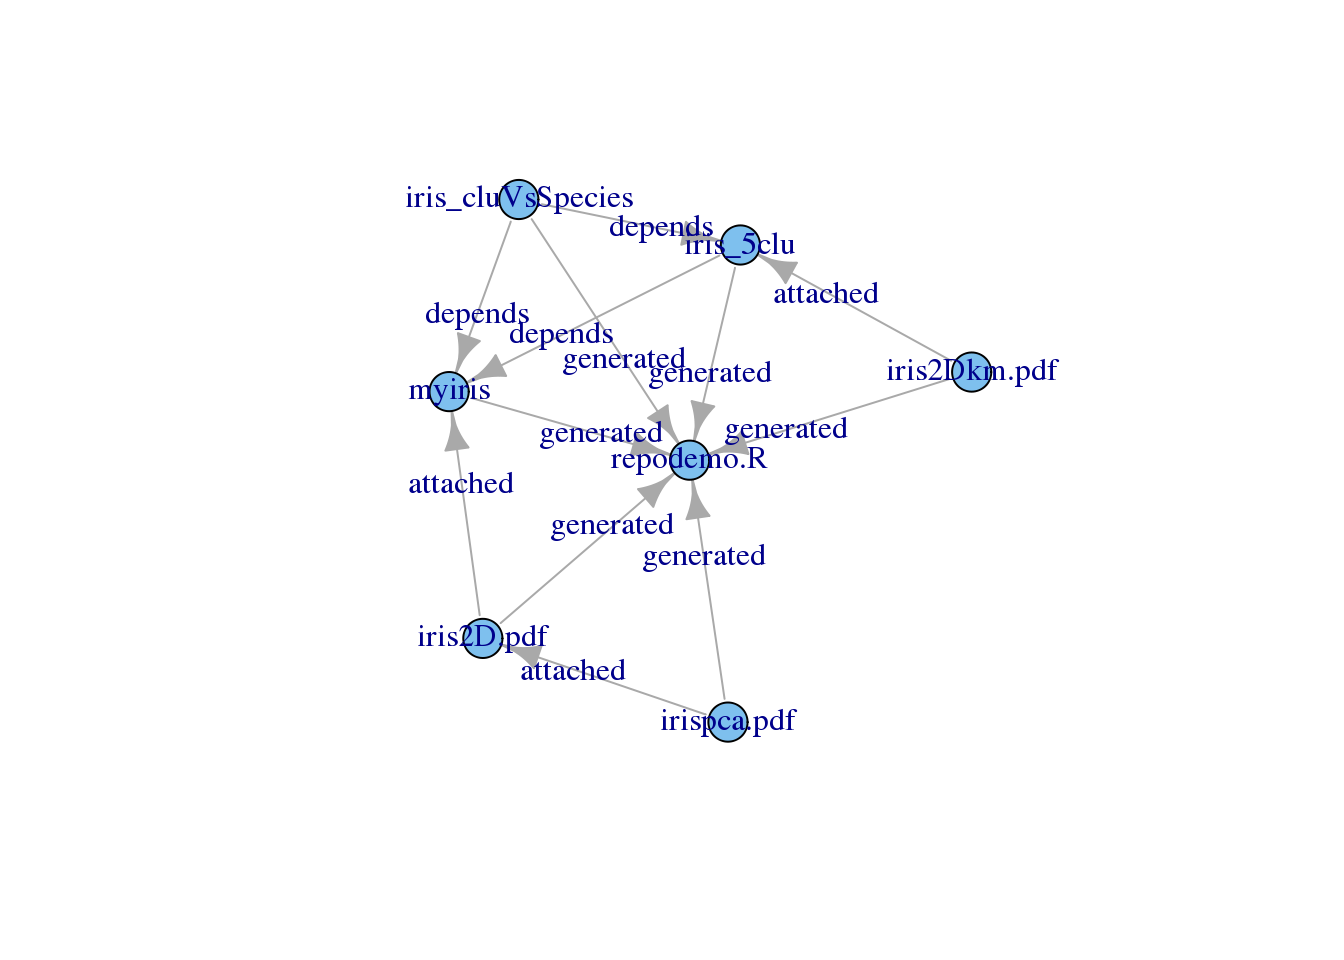 iris_cluVsSpecies
depends
iris_5clu
attached
depends
depends
generated
generated
iris2Dkm.pdf
myiris
generated
generated
repodemo.R
attached
generated
generated
iris2D.pdf
attached
irispca.pdf